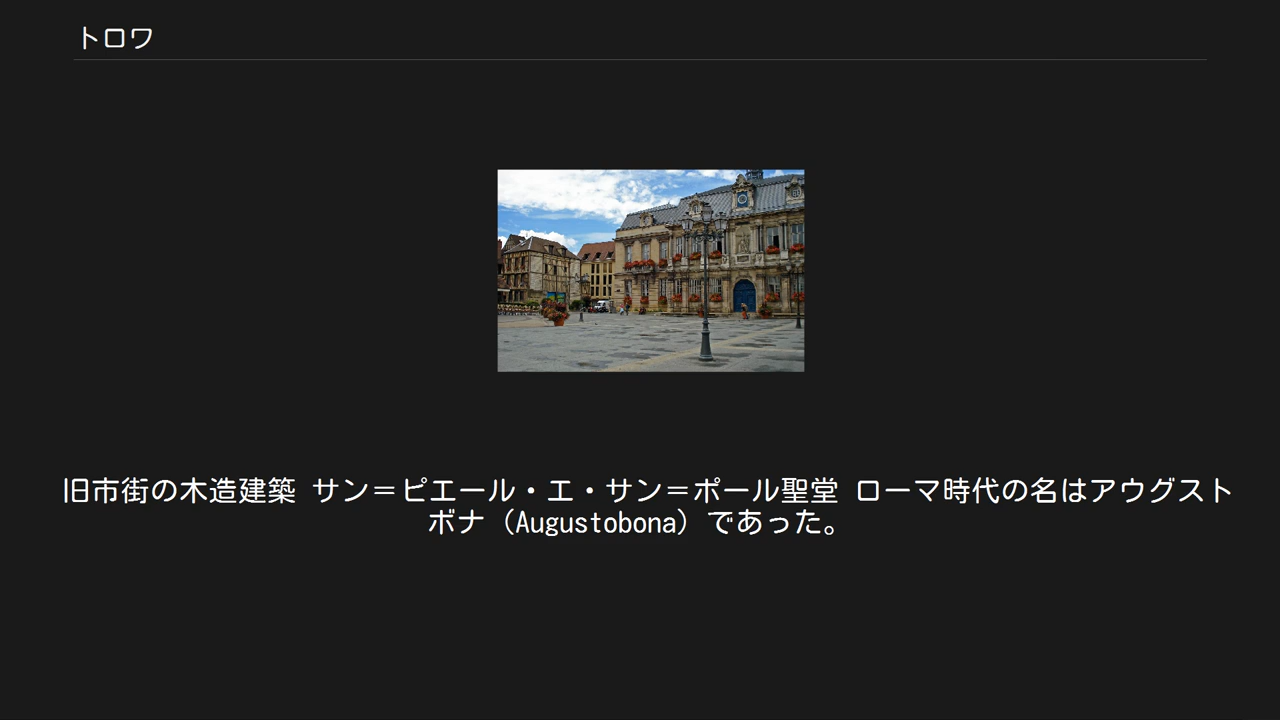 トロワ
旧市街の木造建築 サン＝ピエール・エ・サン＝ポール聖堂 ローマ時代の名はアウグスト
ボナ（Augustobona）であった。